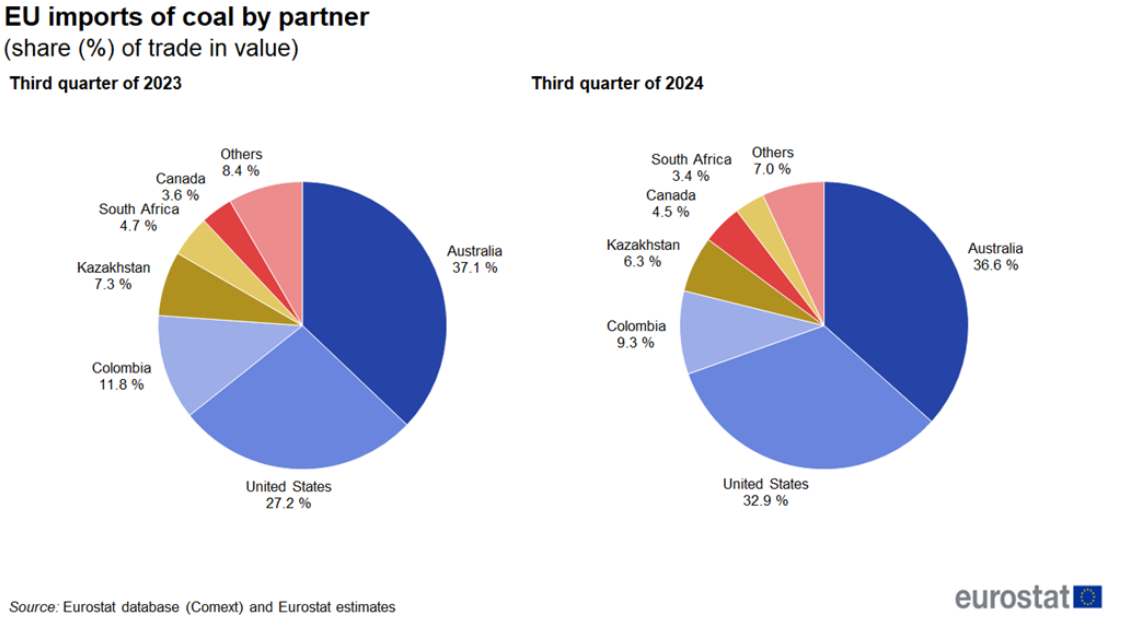 EU imports of coal by partner
(share (%) of trade in value)
Third quarter of 2023
Others
8.4 %
Canada
3.6 %
South Africa
4.7 %
Kazakhstan
7.3 %
Colombia
11.8 %
Australia
37.1 %
United States
27.2 %
Third quarter of 2024
Others
7.0 %
South Africa
3.4 %
Canada
4.5 %
Kazakhstan
6.3 %
Colombia
9.3 %
Australia
36.6 %
United States
32.9 %
Source: Eurostat database (Comext) and Eurostat estimates
eurostat